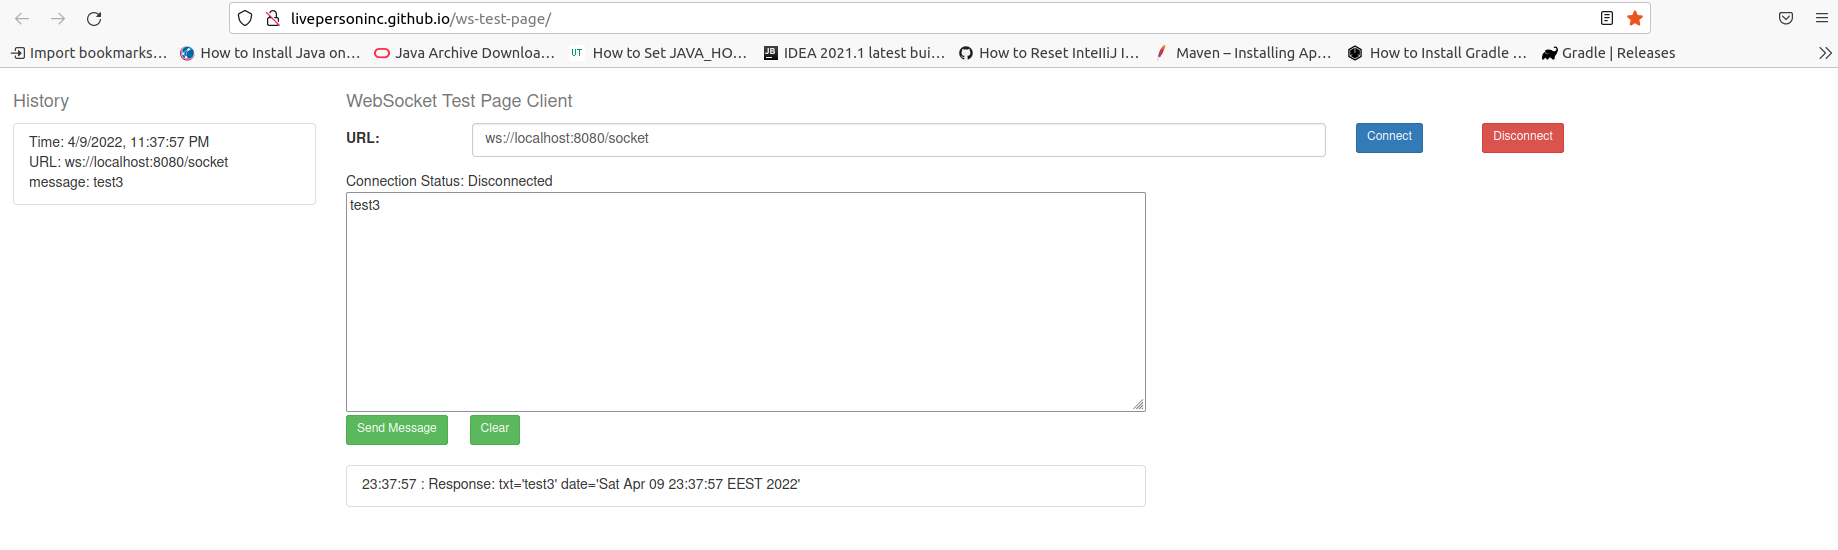 livepersoninc.github.io/ws-test-page/
Import bookmarks… How to Install Java on… Java Archive Downloa… UT How to Set JAVA_HO… JB IDEA 2021.1 latest bui… How to Reset IntelliJ I… Maven – Installing Ap… How to Install Gradle … Gradle | Releases
History
Time: 4/9/2022, 11:37:57 PM
URL: ws://localhost:8080/socket
message: test3
WebSocket Test Page Client
URL: ws://localhost:8080/socket Connect Disconnect
Connection Status: Disconnected
test3
Send Message Clear
23:37:57 : Response: txt='test3' date='Sat Apr 09 23:37:57 EEST 2022'